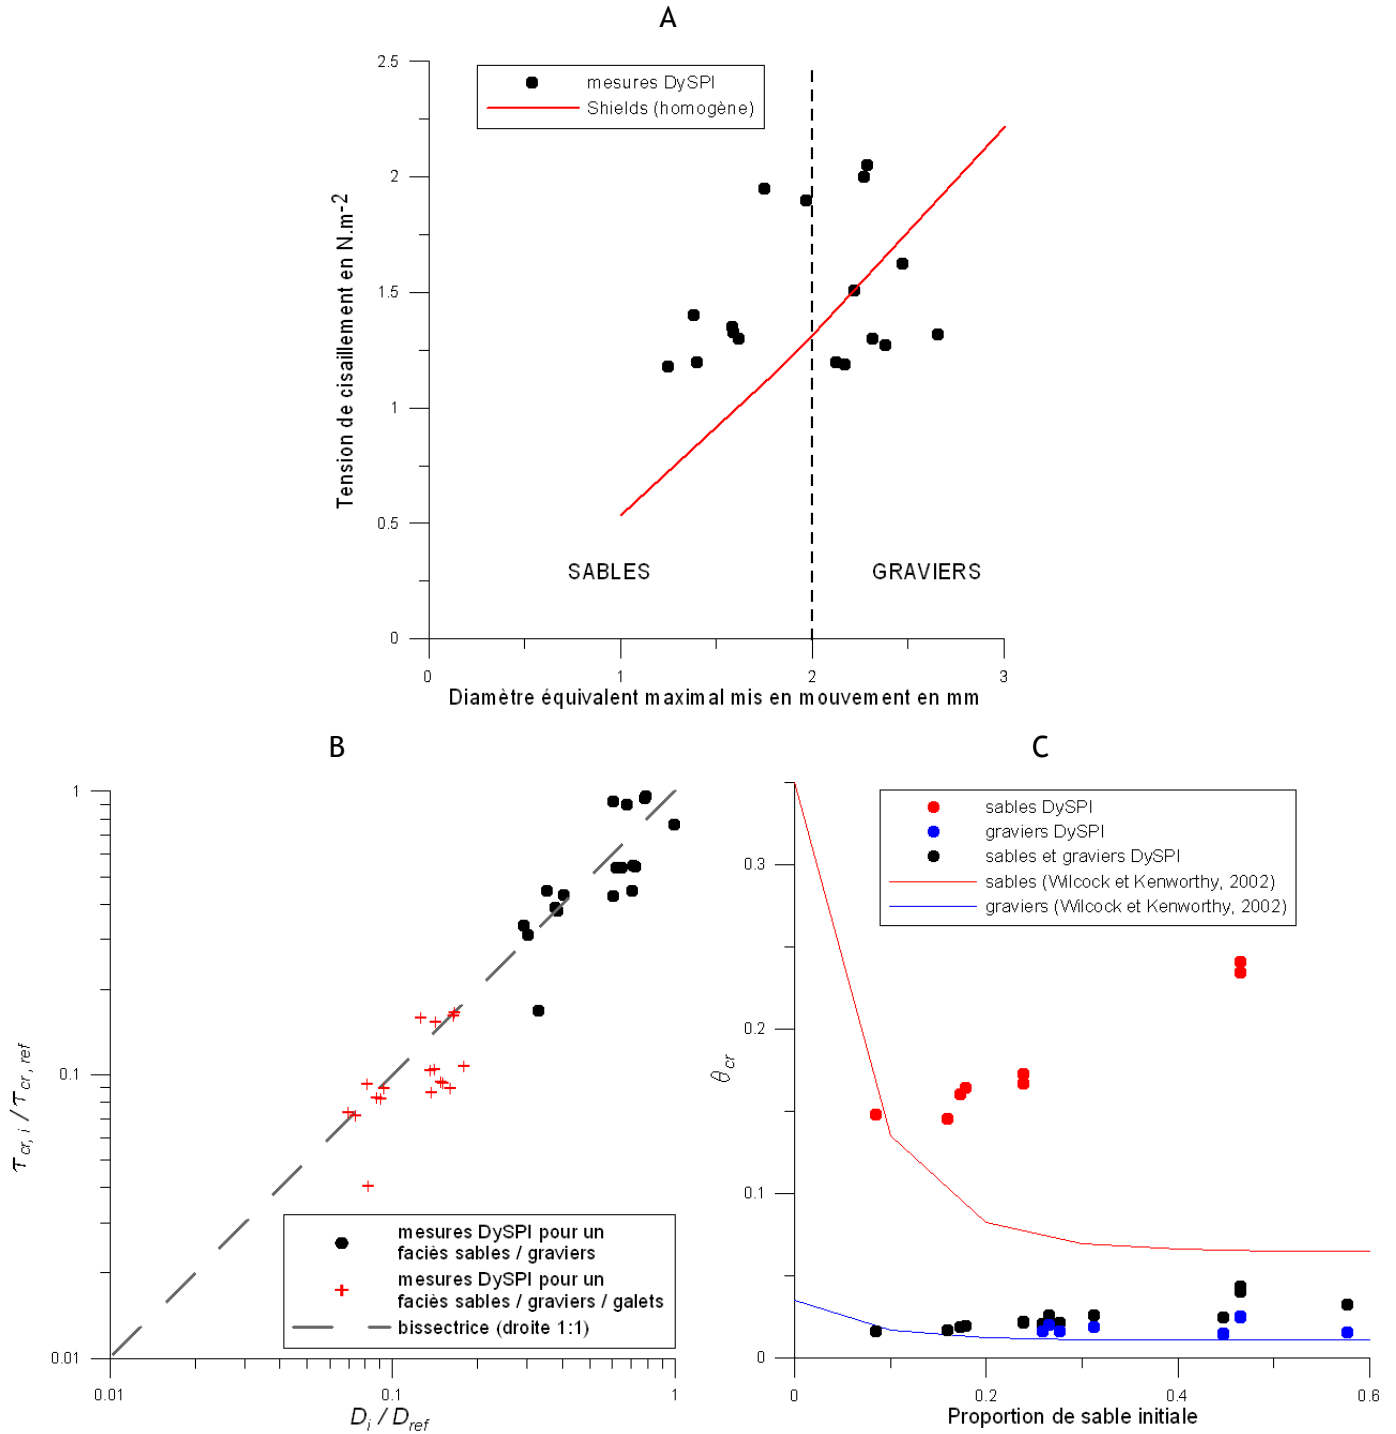 A
2.5
2
1.5
1
0.5
0
mesures DySPI
Shields (homogène)
Tension de cisaillement en N.m-2
SABLES
GRAVIERS
0
1
2
3
Diamètre équivalent maximal mis en mouvement en mm
B
1
0.1
0.01
τ cr, i / τ cr, ref
mesures DySPI pour un
faciès sables / graviers
mesures DySPI pour un
faciès sables / graviers / galets
bissectrice (droite 1:1)
0.01
0.1
1
Di / Dref
C
0.3
0.2
0.1
0
θcr
sables DySPI
graviers DySPI
sables et graviers DySPI
sables (Wilcock et Kenworthy, 2002)
graviers (Wilcock et Kenworthy, 2002)
0
0.2
0.4
0.6
Proportion de sable initiale